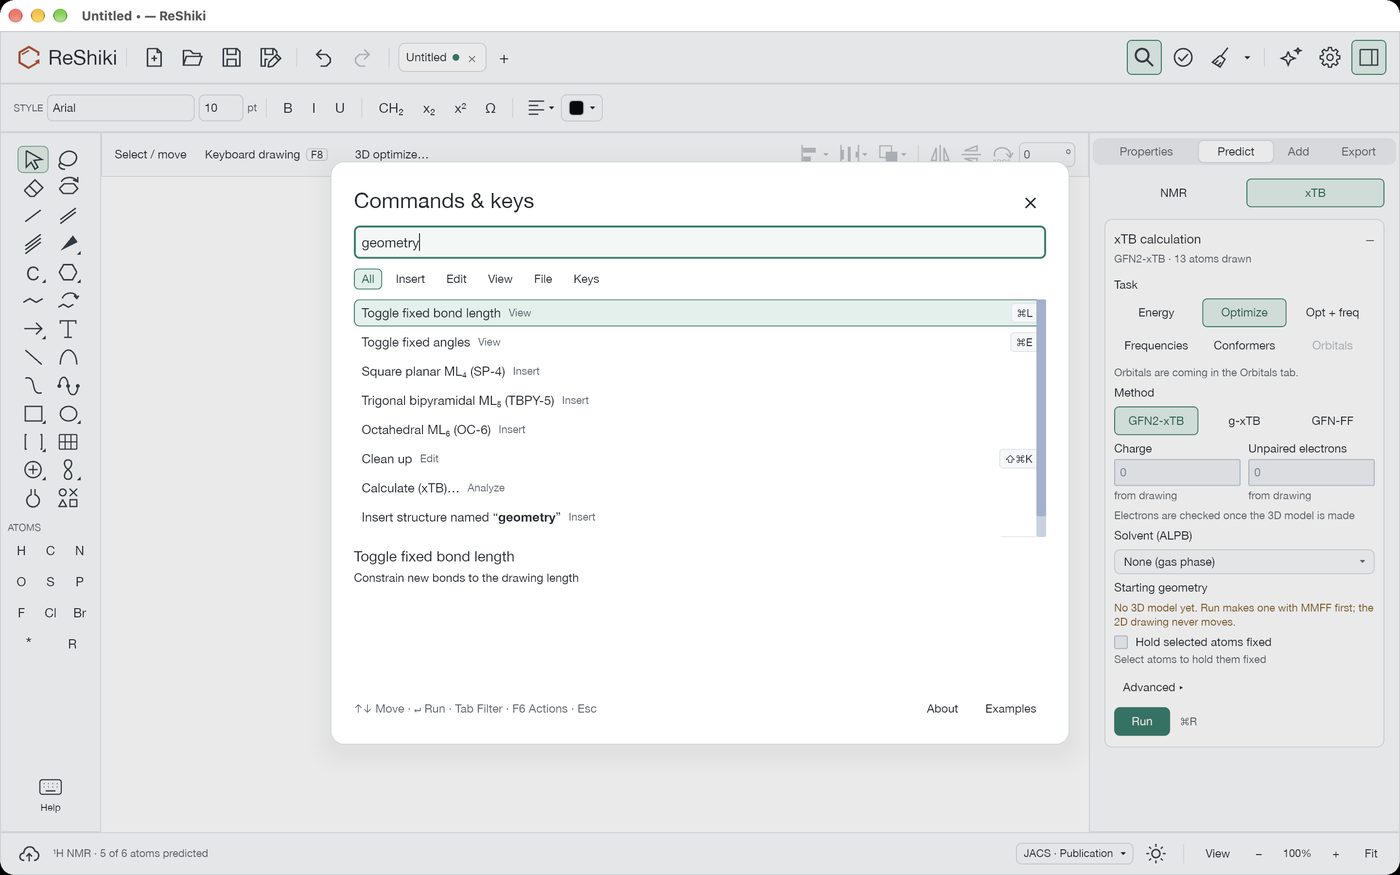 Untitled • — ReShiki
ReShiki
Untitled
STYLE Arial 10 pt B I U CH₂ x₂ x² Ω
Select / move Keyboard drawing F8 3D optimize... 0 °
Commands & keys
geometry
All Insert Edit View File Keys
Toggle fixed bond length View ⌘L
Toggle fixed angles View ⌘E
Square planar ML₄ (SP-4) Insert
Trigonal bipyramidal ML₅ (TBPY-5) Insert
Octahedral ML₆ (OC-6) Insert
Clean up Edit ⇧⌘K
Calculate (xTB)... Analyze
Insert structure named “geometry” Insert
Toggle fixed bond length
Constrain new bonds to the drawing length
↑↓ Move · ↵ Run · Tab Filter · F6 Actions · Esc
About Examples
C
T
ATOMS
H C N
O S P
F Cl Br
* R
Help
Properties Predict Add Export
NMR xTB
xTB calculation
GFN2-xTB · 13 atoms drawn
Task
Energy Optimize Opt + freq
Frequencies Conformers Orbitals
Orbitals are coming in the Orbitals tab.
Method
GFN2-xTB g-xTB GFN-FF
Charge Unpaired electrons
0 0
from drawing from drawing
Electrons are checked once the 3D model is made
Solvent (ALPB)
None (gas phase)
Starting geometry
No 3D model yet. Run makes one with MMFF first; the
2D drawing never moves.
Hold selected atoms fixed
Select atoms to hold them fixed
Advanced
Run ⌘R
¹H NMR · 5 of 6 atoms predicted
JACS · Publication View − 100% + Fit